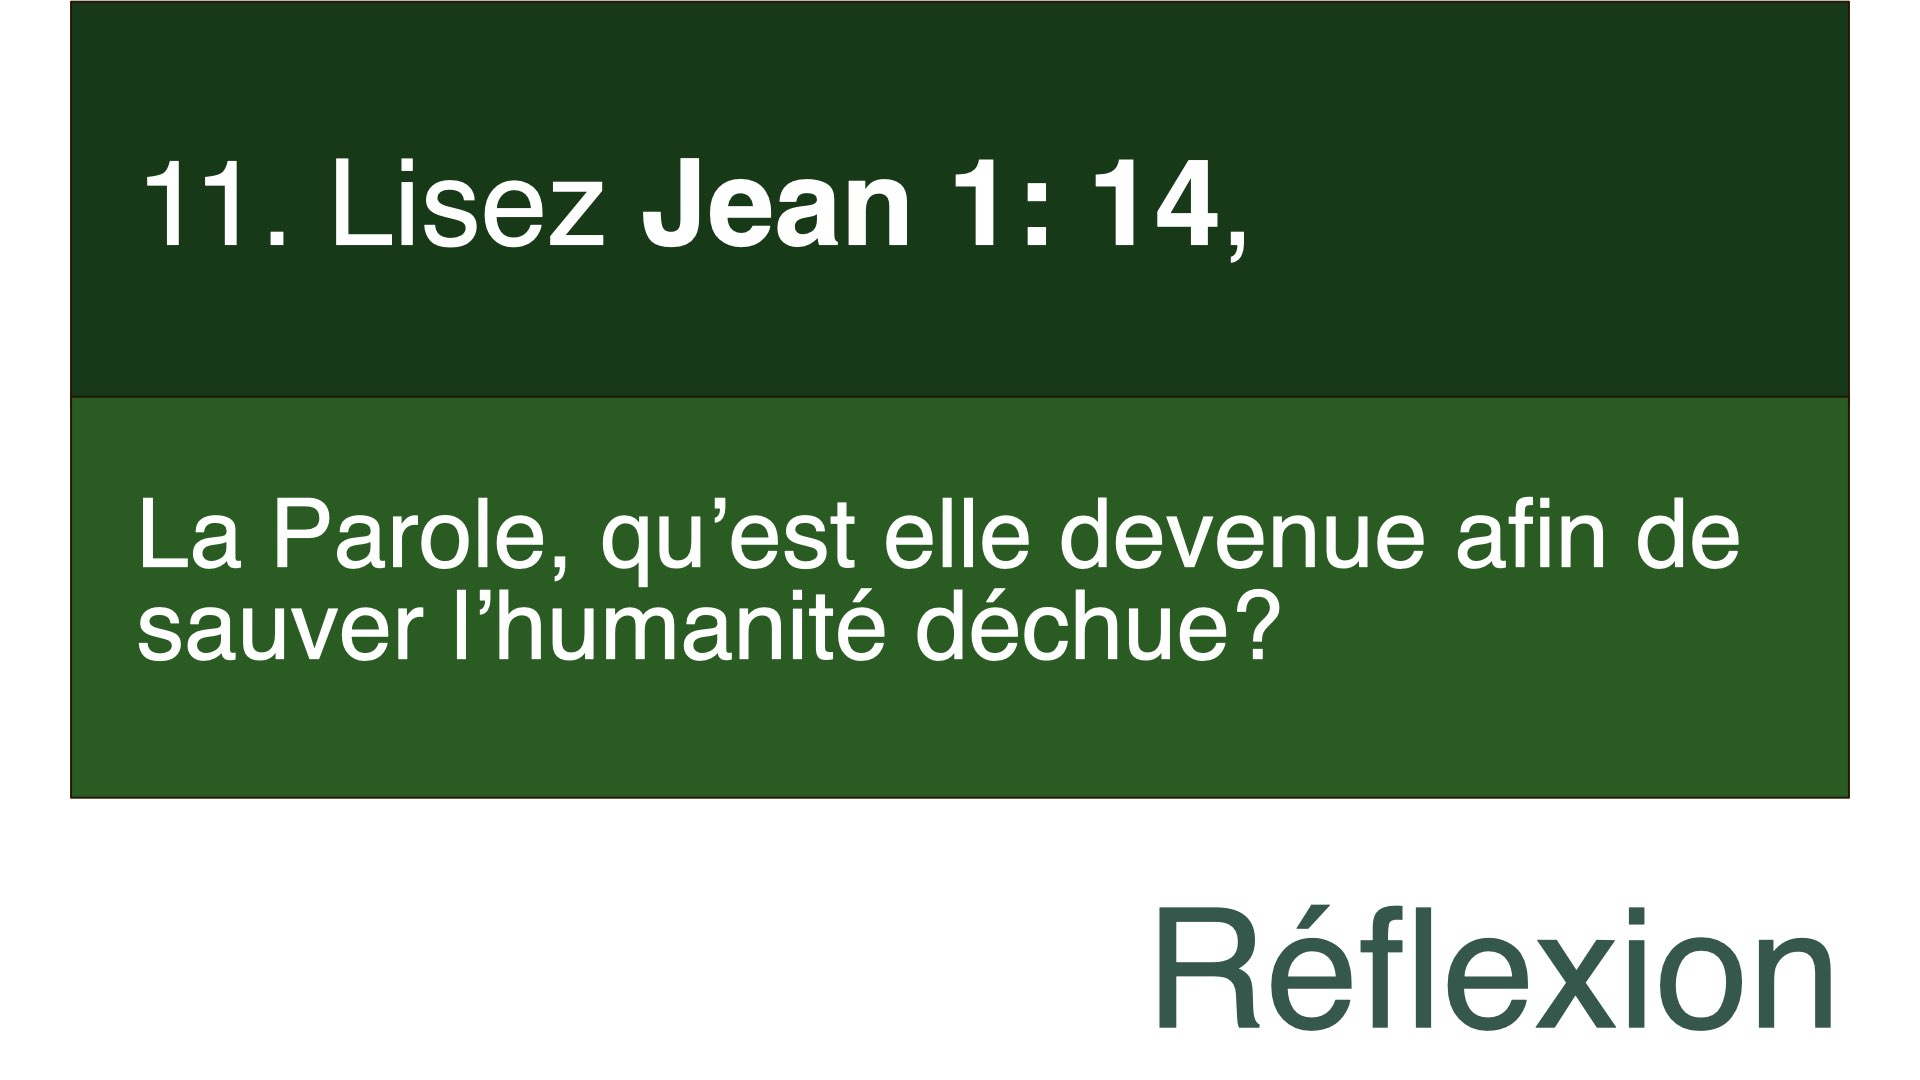 11. Lisez Jean 1: 14,
La Parole, qu’est elle devenue afin de
sauver l’humanité déchue?
Réflexion